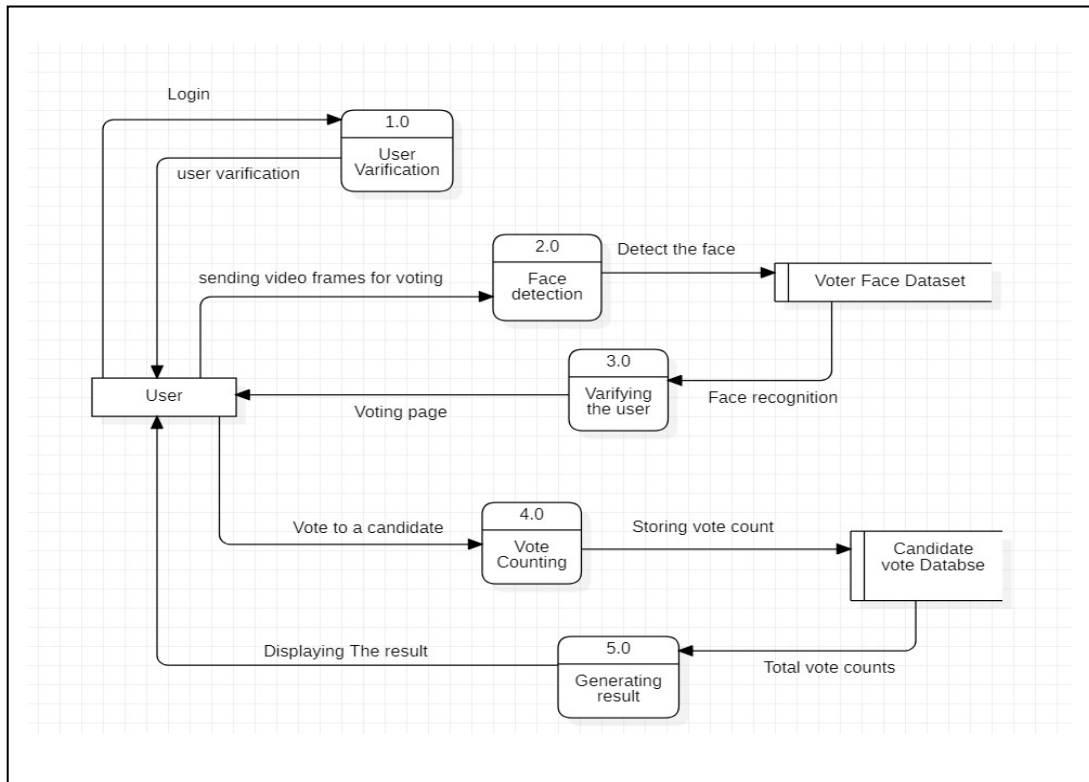 Login
1.0
User
Varification
user varification
2.0
Face
detection
Detect the face
Voter Face Dataset
sending video frames for voting
3.0
Varifying
the user
Face recognition
User
Voting page
4.0
Vote
Counting
Vote to a candidate
Storing vote count
Candidate
vote Databse
5.0
Generating
result
Displaying The result
Total vote counts